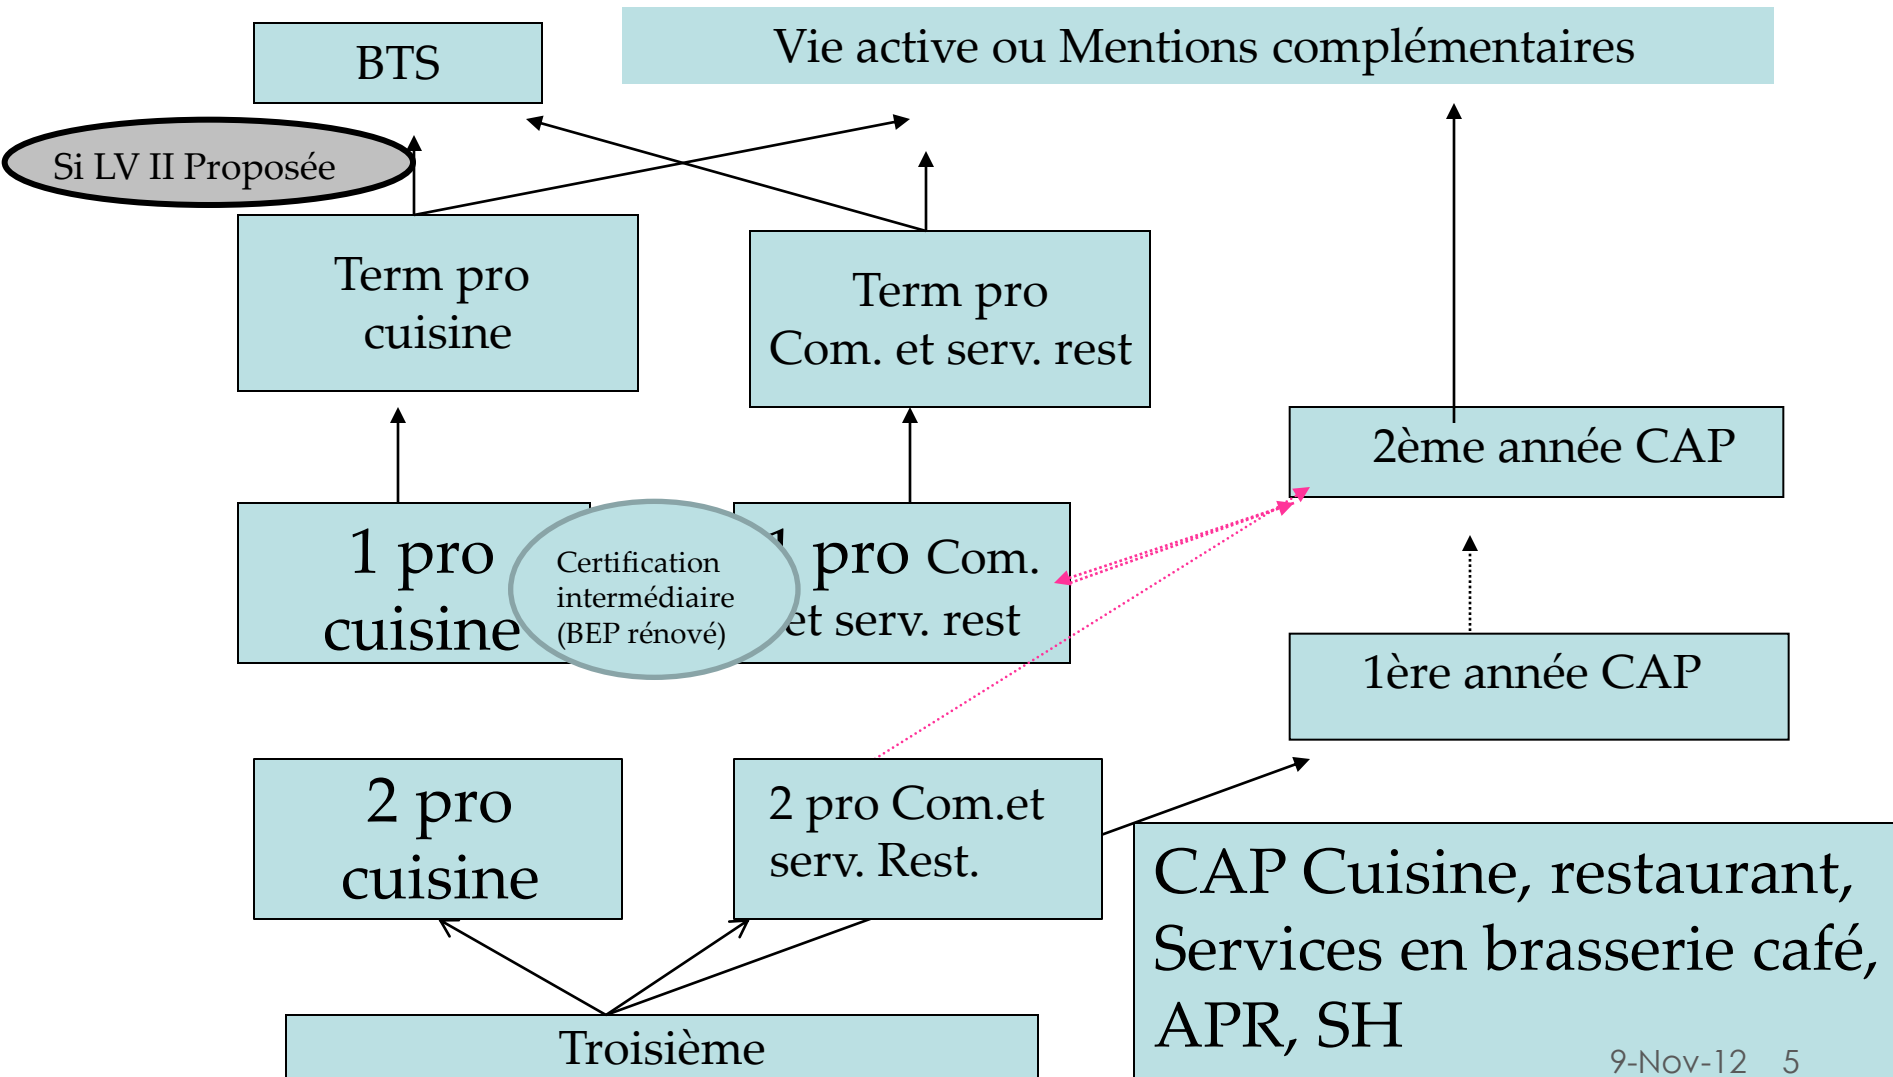 BTS
Vie active ou Mentions complémentaires
Si LV II Proposée
Term pro
cuisine
Term pro
Com. et serv. rest
2ème année CAP
1 pro
cuisine
Certification
intermédiaire
(BEP rénové)
1 pro Com.
et serv. rest
1ère année CAP
2 pro
cuisine
2 pro Com.et
serv. Rest.
CAP Cuisine, restaurant,
Services en brasserie café,
APR, SH
Troisième
9-Nov-12 5